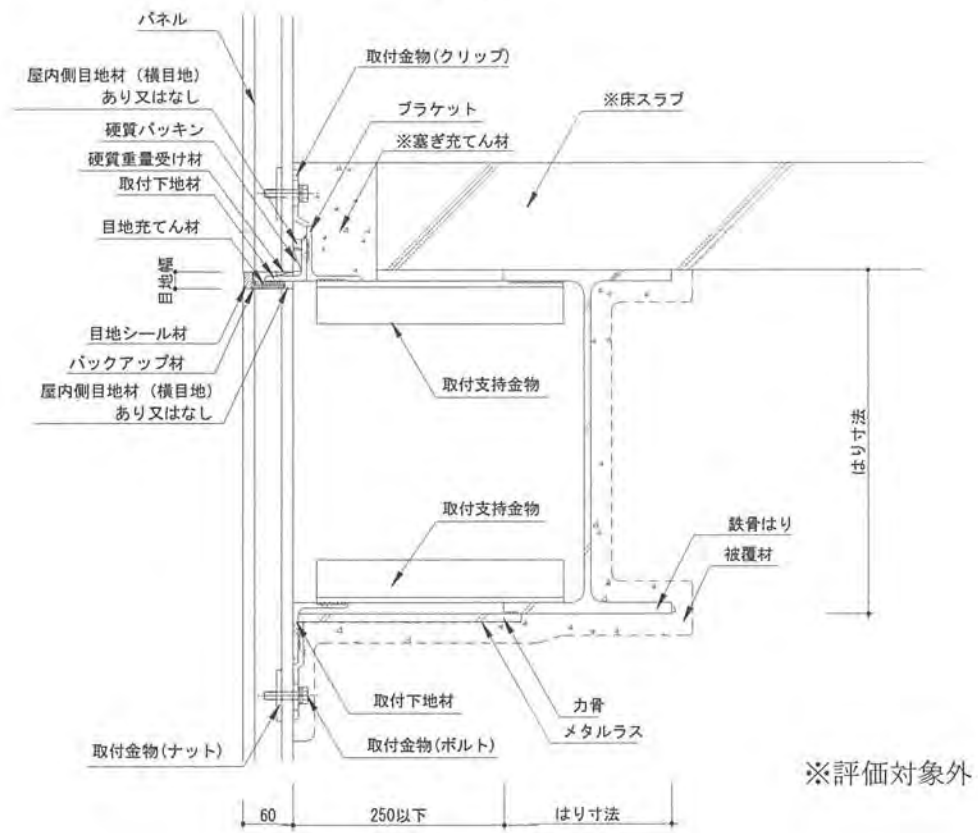 パネル
取付金物(クリップ)
屋内側目地材（横目地）
あり又はなし
ブラケット
※床スラブ
硬質パッキン
※塞ぎ充てん材
硬質重量受け材
取付下地材
目地充てん材
目地幅
目地シール材
バックアップ材
取付支持金物
屋内側目地材（横目地）
あり又はなし
はり寸法
取付支持金物
鉄骨はり
被覆材
取付下地材
力骨
メタルラス
取付金物(ナット)
取付金物(ボルト)
※評価対象外
60
250以下
はり寸法